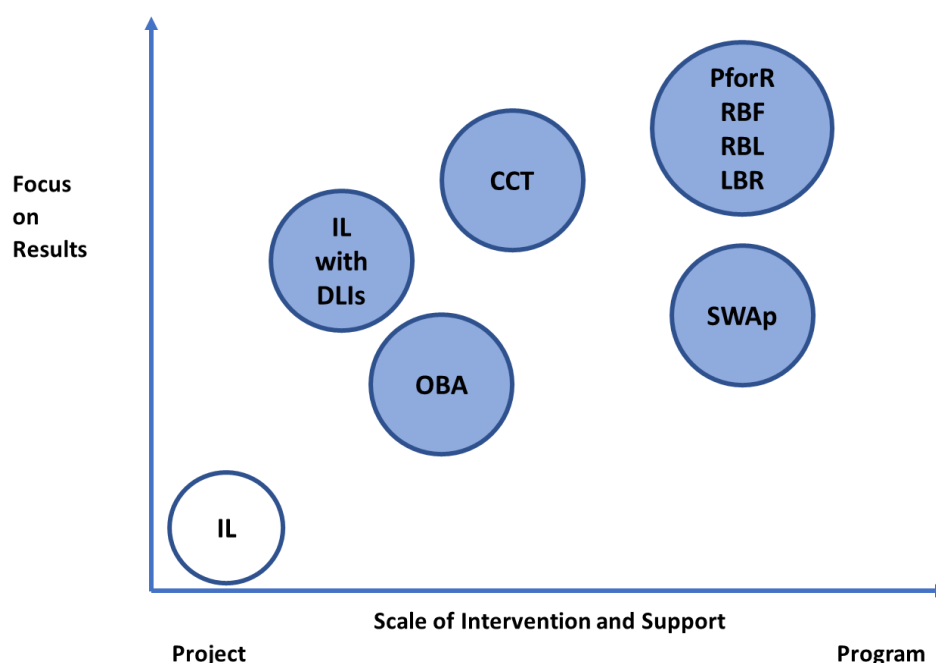 Focus
on
Results
PforR
RBF
RBL
LBR
CCT
IL
with
DLIs
SWAp
OBA
IL
Scale of Intervention and Support
Project
Program